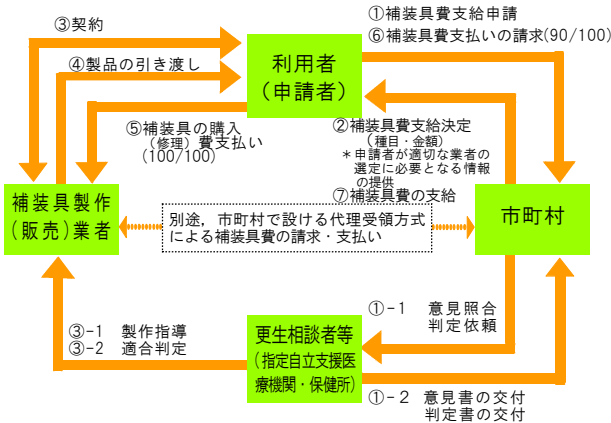 ③契約
①補装具費支給申請
⑥補装具費支払いの請求(90/100)
④製品の引き渡し
利用者
(申請者)
⑤補装具の購入
(修理) 費支払い
(100/100)
②補装具費支給決定
(種目・金額)
＊申請者が適切な業者の
選定に必要となる情報
の提供
⑦補装具費の支給
補装具製作
(販売)業者
別途，市町村で設ける代理受領方式
による補装具費の請求・支払い
市町村
①-1 意見照合
判定依頼
③-1 製作指導
③-2 適合判定
更生相談者等
(指定自立支援医
療機関・保健所)
①-2 意見書の交付
判定書の交付